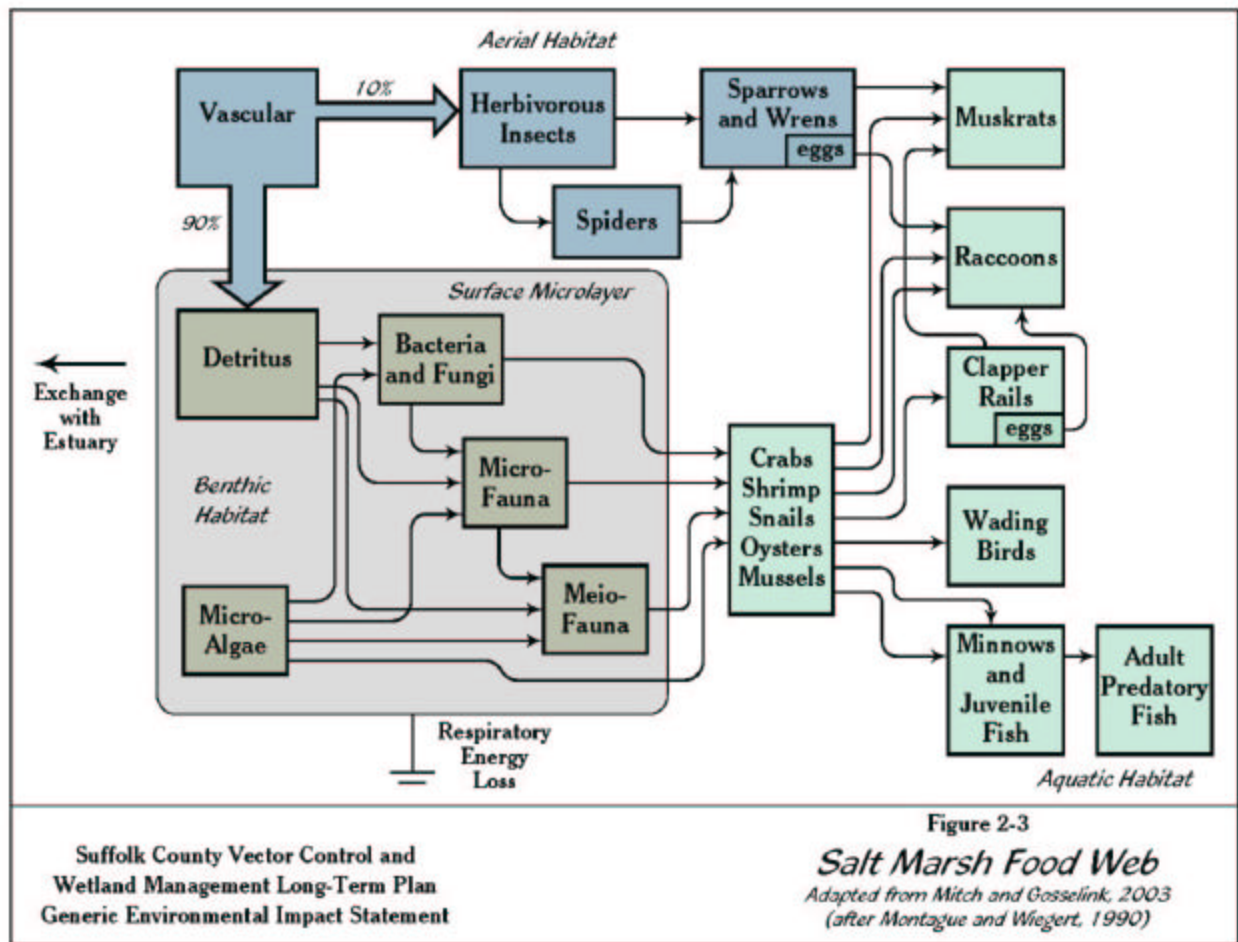 Aerial Habitat
Vascular
10%
Herbivorous
Insects
Sparrows
and Wrens
eggs
Muskrats
Spiders
90%
Raccoons
Surface Microlayer
Detritus
Bacteria
and Fungi
Exchange
with
Estuary
Clapper
Rails
eggs
Benthic
Habitat
Micro-
Fauna
Crabs
Shrimp
Snails
Oysters
Mussels
Wading
Birds
Micro-
Algae
Meio-
Fauna
Minnows
and
Juvenile
Fish
Adult
Predatory
Fish
Respiratory
Energy
Loss
Aquatic Habitat
Suffolk County Vector Control and
Wetland Management Long-Term Plan
Generic Environmental Impact Statement
Figure 2-3
Salt Marsh Food Web
Adapted from Mitch and Gosselink, 2003
(after Montague and Wiegert, 1990)